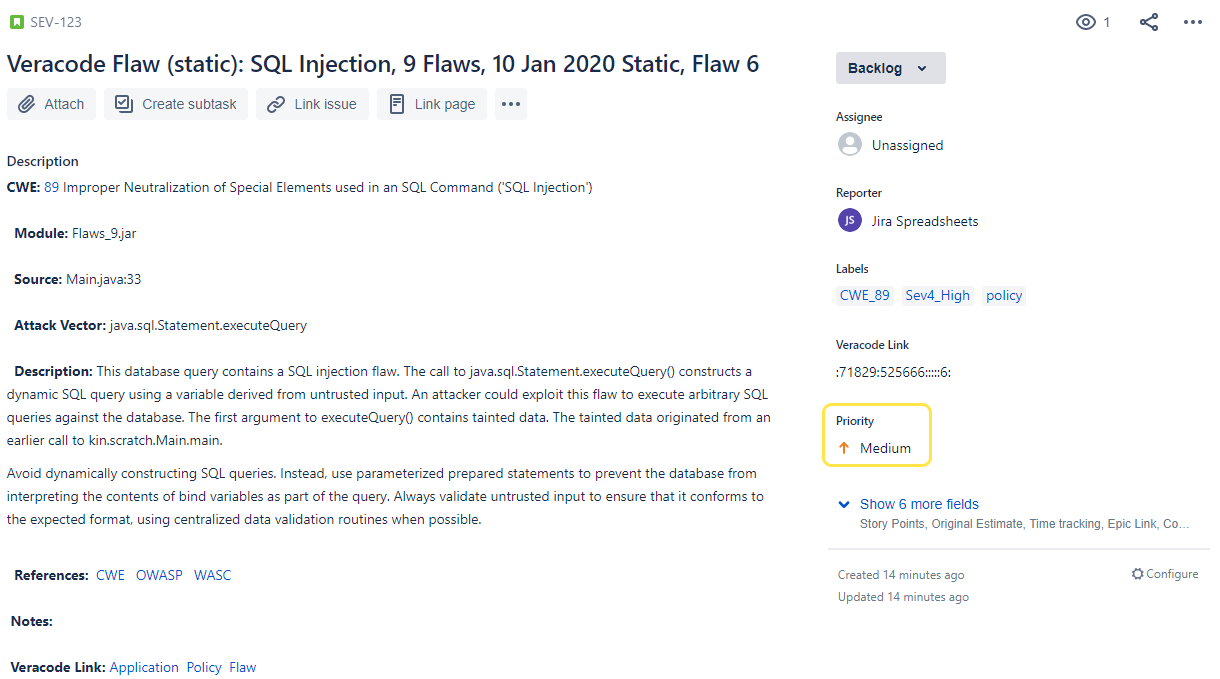 SEV-123
1
Veracode Flaw (static): SQL Injection, 9 Flaws, 10 Jan 2020 Static, Flaw 6
Attach
Create subtask
Link issue
Link page
Description
CWE: 89 Improper Neutralization of Special Elements used in an SQL Command ('SQL Injection')
Module: Flaws_9.jar
Source: Main.java:33
Attack Vector: java.sql.Statement.executeQuery
Description: This database query contains a SQL injection flaw. The call to java.sql.Statement.executeQuery() constructs a
dynamic SQL query using a variable derived from untrusted input. An attacker could exploit this flaw to execute arbitrary SQL
queries against the database. The first argument to executeQuery() contains tainted data. The tainted data originated from an
earlier call to kin.scratch.Main.main.
Avoid dynamically constructing SQL queries. Instead, use parameterized prepared statements to prevent the database from
interpreting the contents of bind variables as part of the query. Always validate untrusted input to ensure that it conforms to
the expected format, using centralized data validation routines when possible.
References: CWE OWASP WASC
Notes:
Veracode Link: Application Policy Flaw
Backlog
Assignee
Unassigned
Reporter
JS Jira Spreadsheets
Labels
CWE_89 Sev4_High policy
Veracode Link
:71829:525666:::::6:
Priority
Medium
Show 6 more fields
Story Points, Original Estimate, Time tracking, Epic Link, Co...
Created 14 minutes ago
Configure
Updated 14 minutes ago